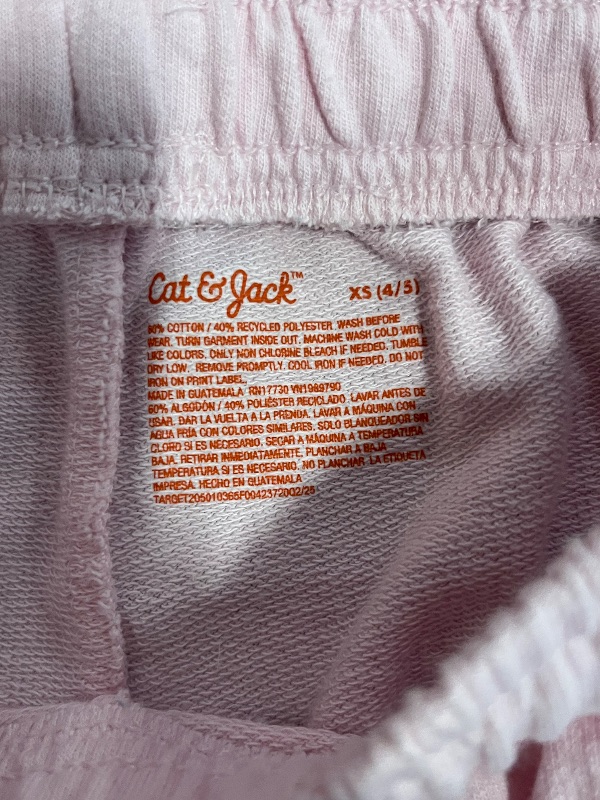 Cat & Jack™ XS (4/5)
60% COTTON / 40% RECYCLED POLYESTER WASH BEFORE
WEAR. TURN GARMENT INSIDE OUT. MACHINE WASH COLD WITH
LIKE COLORS. ONLY NON CHLORINE BLEACH IF NEEDED. TUMBLE
DRY LOW. REMOVE PROMPTLY. COOL IRON IF NEEDED. DO NOT
IRON ON PRINT LABEL.
MADE IN GUATEMALA RN17730 VN1989790
60% ALGODÓN / 40% POLIÉSTER RECICLADO LAVAR ANTES DE
USAR. DAR LA VUELTA A LA PRENDA. LAVAR A MÁQUINA CON
AGUA FRÍA CON COLORES SIMILARES. SOLO BLANQUEADOR SIN
CLORO SI ES NECESARIO. SECAR A MÁQUINA A TEMPERATURA
BAJA. RETIRAR INMEDIATAMENTE. PLANCHAR A BAJA
TEMPERATURA SI ES NECESARIO. NO PLANCHAR LA ETIQUETA
IMPRESA. HECHO EN GUATEMALA
TARGET205010365F0042372002/25